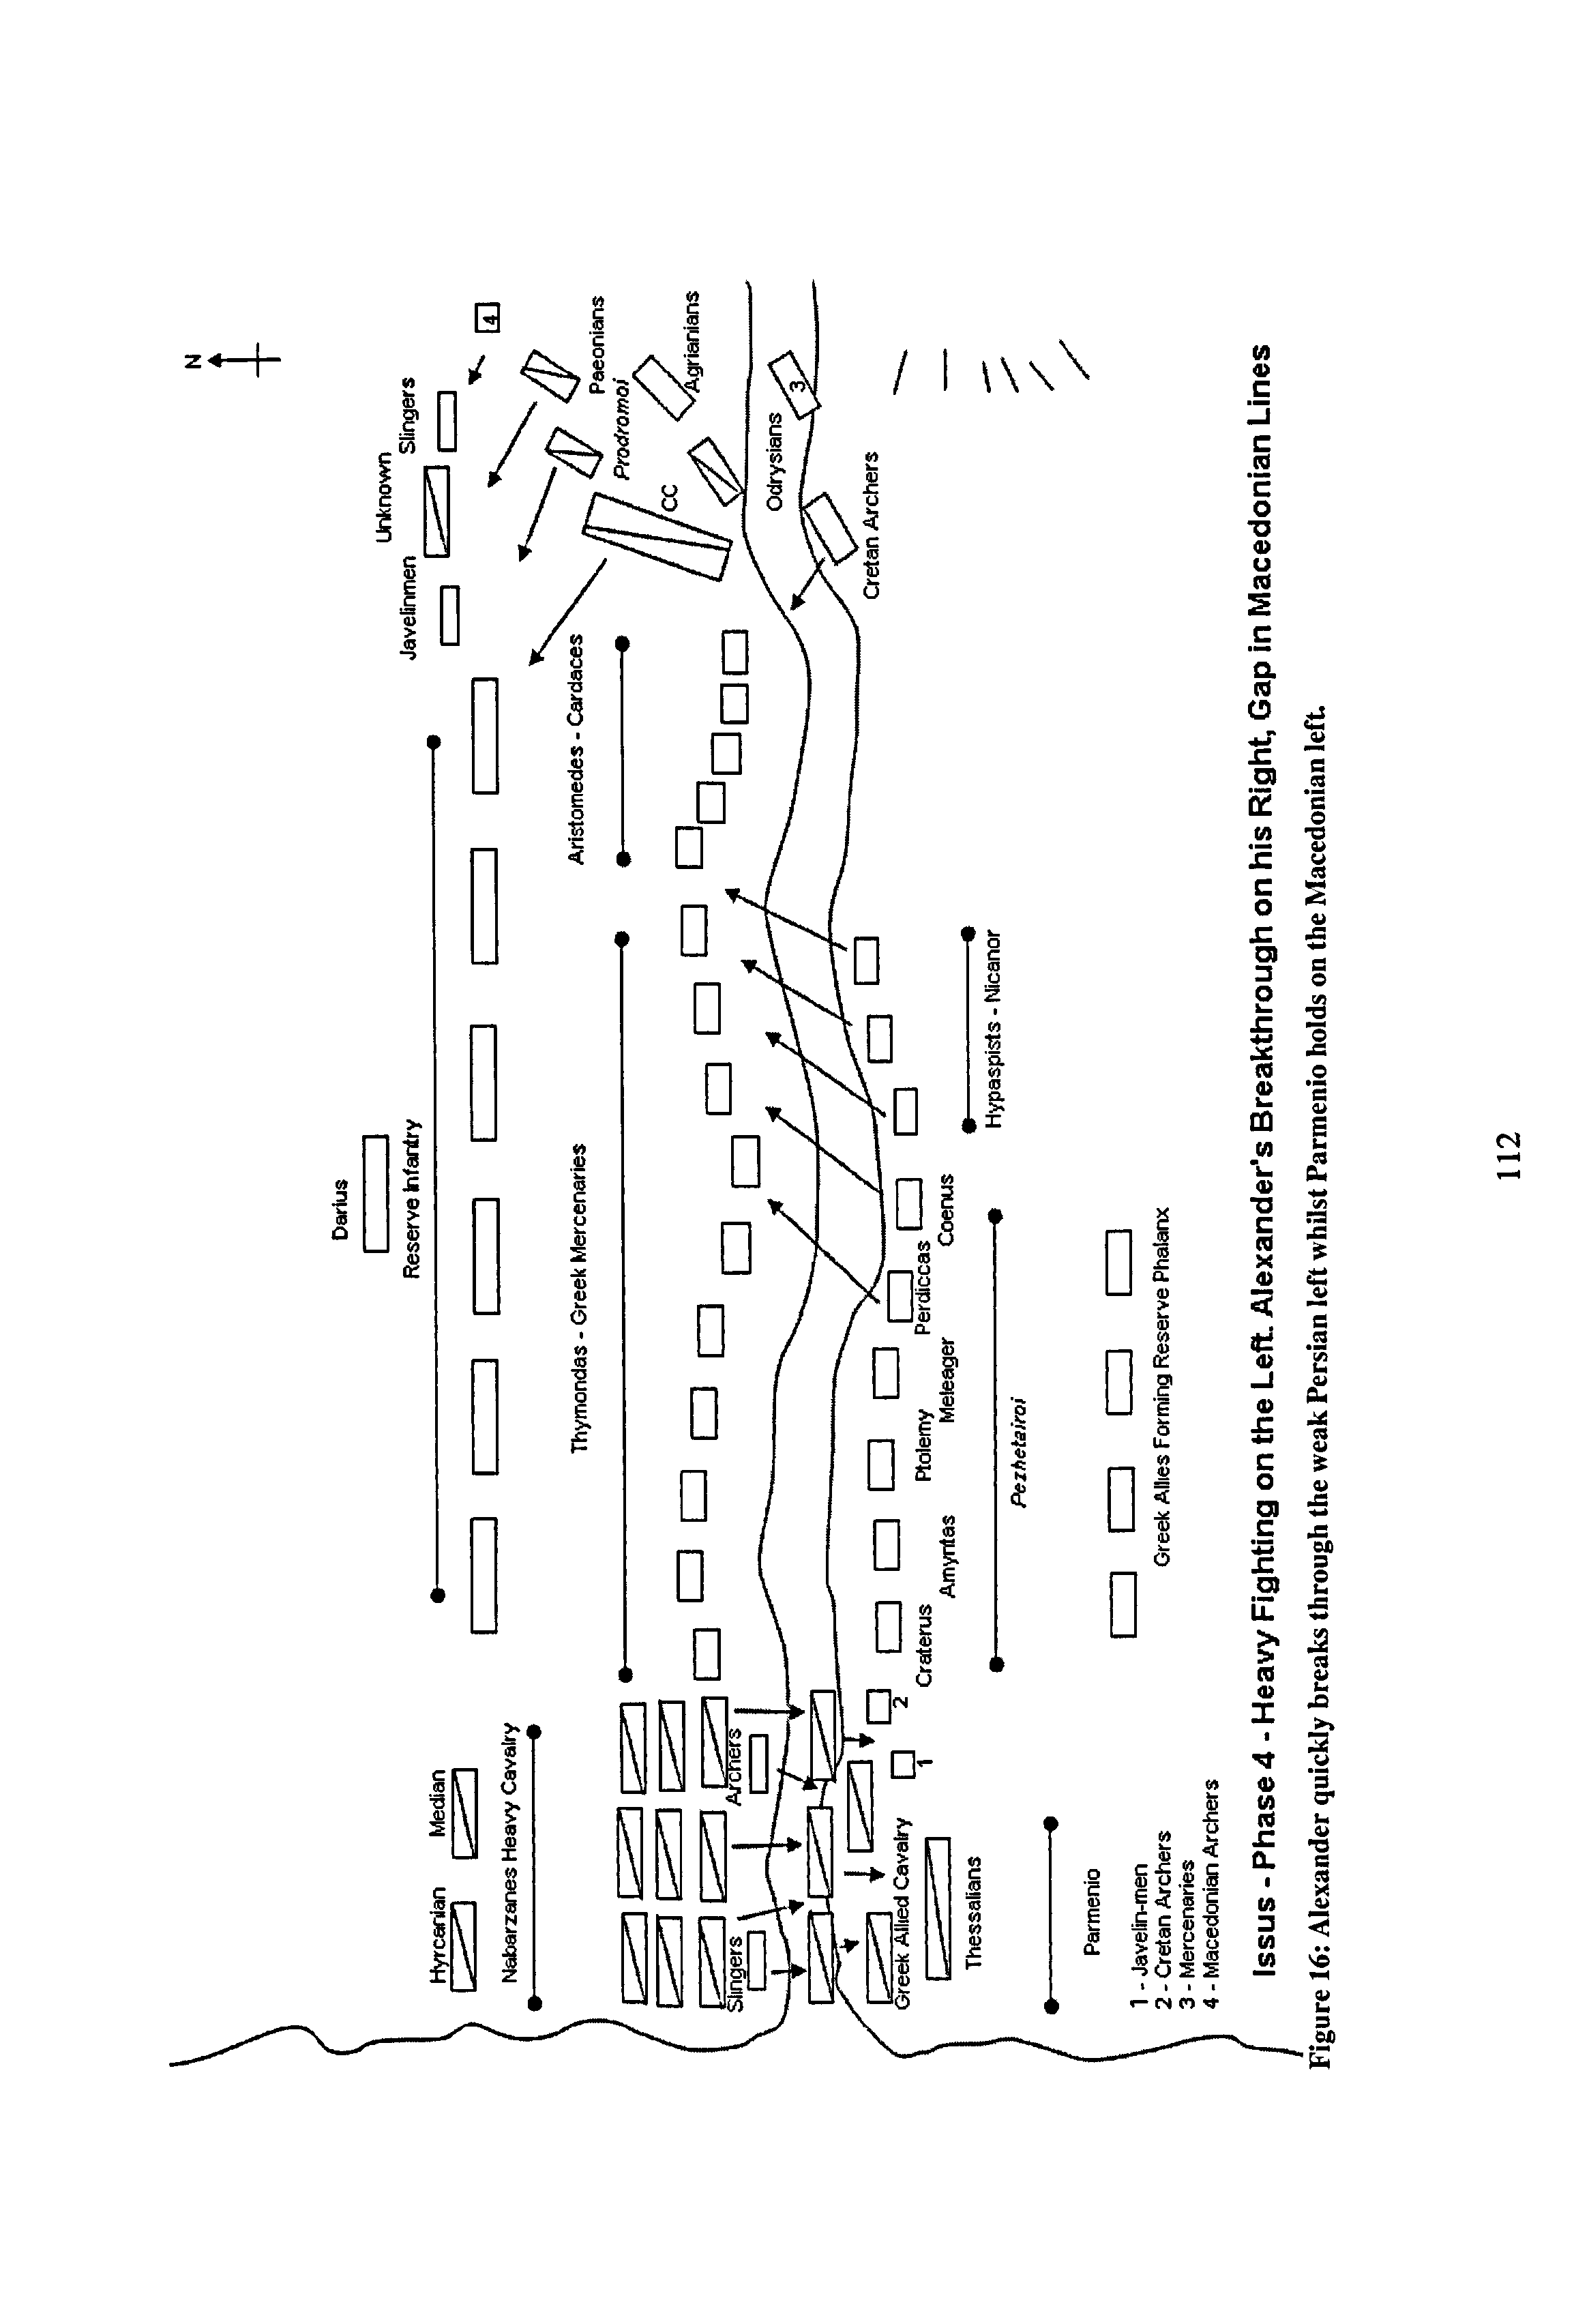 N
4
Slingers
Unknown
Javelinmen
Paeonians
Prodromoi
Agrianians
CC
Odrysians
3
Cretan Archers
Darius
Reserve Infantry
Aristomedes - Cardaces
Thymondas - Greek Mercenaries
Hyrcanian
Median
Nabarzanes Heavy Cavalry
Slingers
Archers
Greek Allied Cavalry
Thessalians
Parmenio
1
2
Craterus
Amyntas
Ptolemy
Meleager
Perdiccas
Coenus
Pezhetairoi
Hypaspists - Nicanor
Greek Allies Forming Reserve Phalanx
1 - Javelin-men
2 - Cretan Archers
3 - Mercenaries
4 - Macedonian Archers
Issus - Phase 4 - Heavy Fighting on the Left. Alexander's Breakthrough on his Right, Gap in Macedonian Lines
Figure 16: Alexander quickly breaks through the weak Persian left whilst Parmenio holds on the Macedonian left.
112